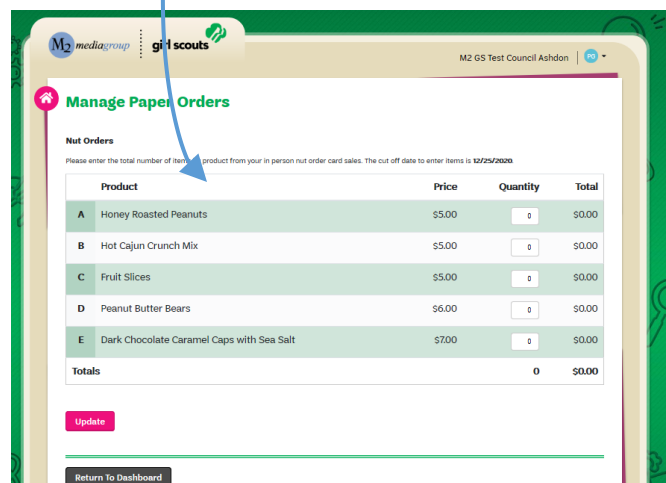 M2 mediagroup girl scouts
M2 GS Test Council Ashdon PG
Manage Paper Orders
Nut Orders
Please enter the total number of items product from your in person nut order card sales. The cut off date to enter items is 12/25/2020.
Product Price Quantity Total
A Honey Roasted Peanuts $5.00 0 $0.00
B Hot Cajun Crunch Mix $5.00 0 $0.00
C Fruit Slices $5.00 0 $0.00
D Peanut Butter Bears $6.00 0 $0.00
E Dark Chocolate Caramel Caps with Sea Salt $7.00 0 $0.00
Totals 0 $0.00
Update
Return To Dashboard